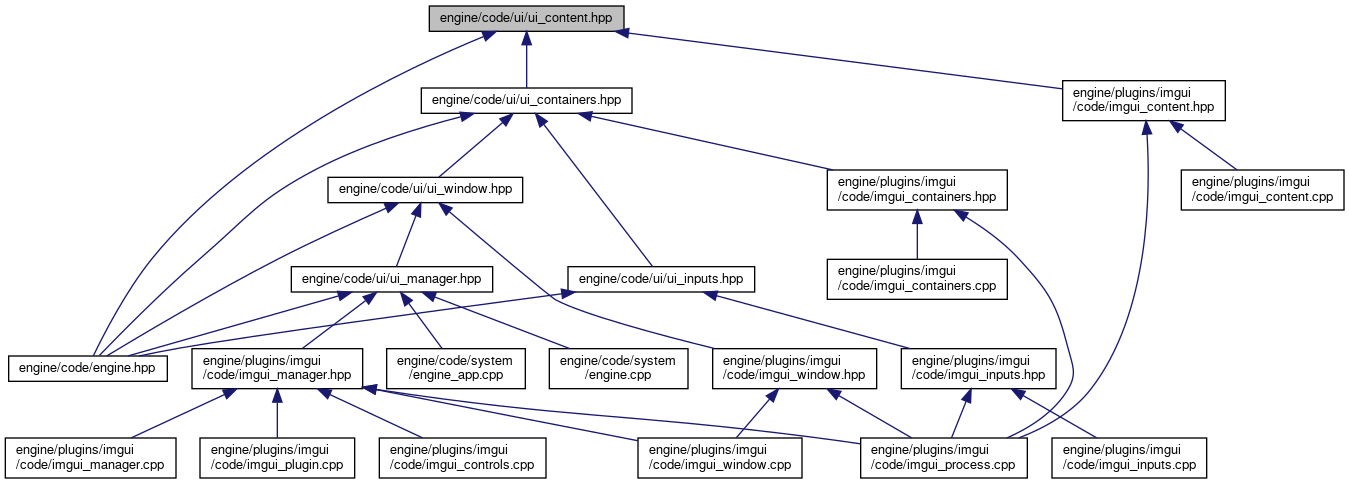 engine/code/ui/ui_content.hpp
engine/code/ui/ui_containers.hpp
engine/plugins/imgui
/code/imgui_content.hpp
engine/code/ui/ui_window.hpp
engine/plugins/imgui
/code/imgui_containers.hpp
engine/plugins/imgui
/code/imgui_content.cpp
engine/code/ui/ui_manager.hpp
engine/code/ui/ui_inputs.hpp
engine/plugins/imgui
/code/imgui_containers.cpp
engine/code/engine.hpp
engine/plugins/imgui
/code/imgui_manager.hpp
engine/code/system
/engine_app.cpp
engine/code/system
/engine.cpp
engine/plugins/imgui
/code/imgui_window.hpp
engine/plugins/imgui
/code/imgui_inputs.hpp
engine/plugins/imgui
/code/imgui_manager.cpp
engine/plugins/imgui
/code/imgui_plugin.cpp
engine/plugins/imgui
/code/imgui_controls.cpp
engine/plugins/imgui
/code/imgui_window.cpp
engine/plugins/imgui
/code/imgui_process.cpp
engine/plugins/imgui
/code/imgui_inputs.cpp